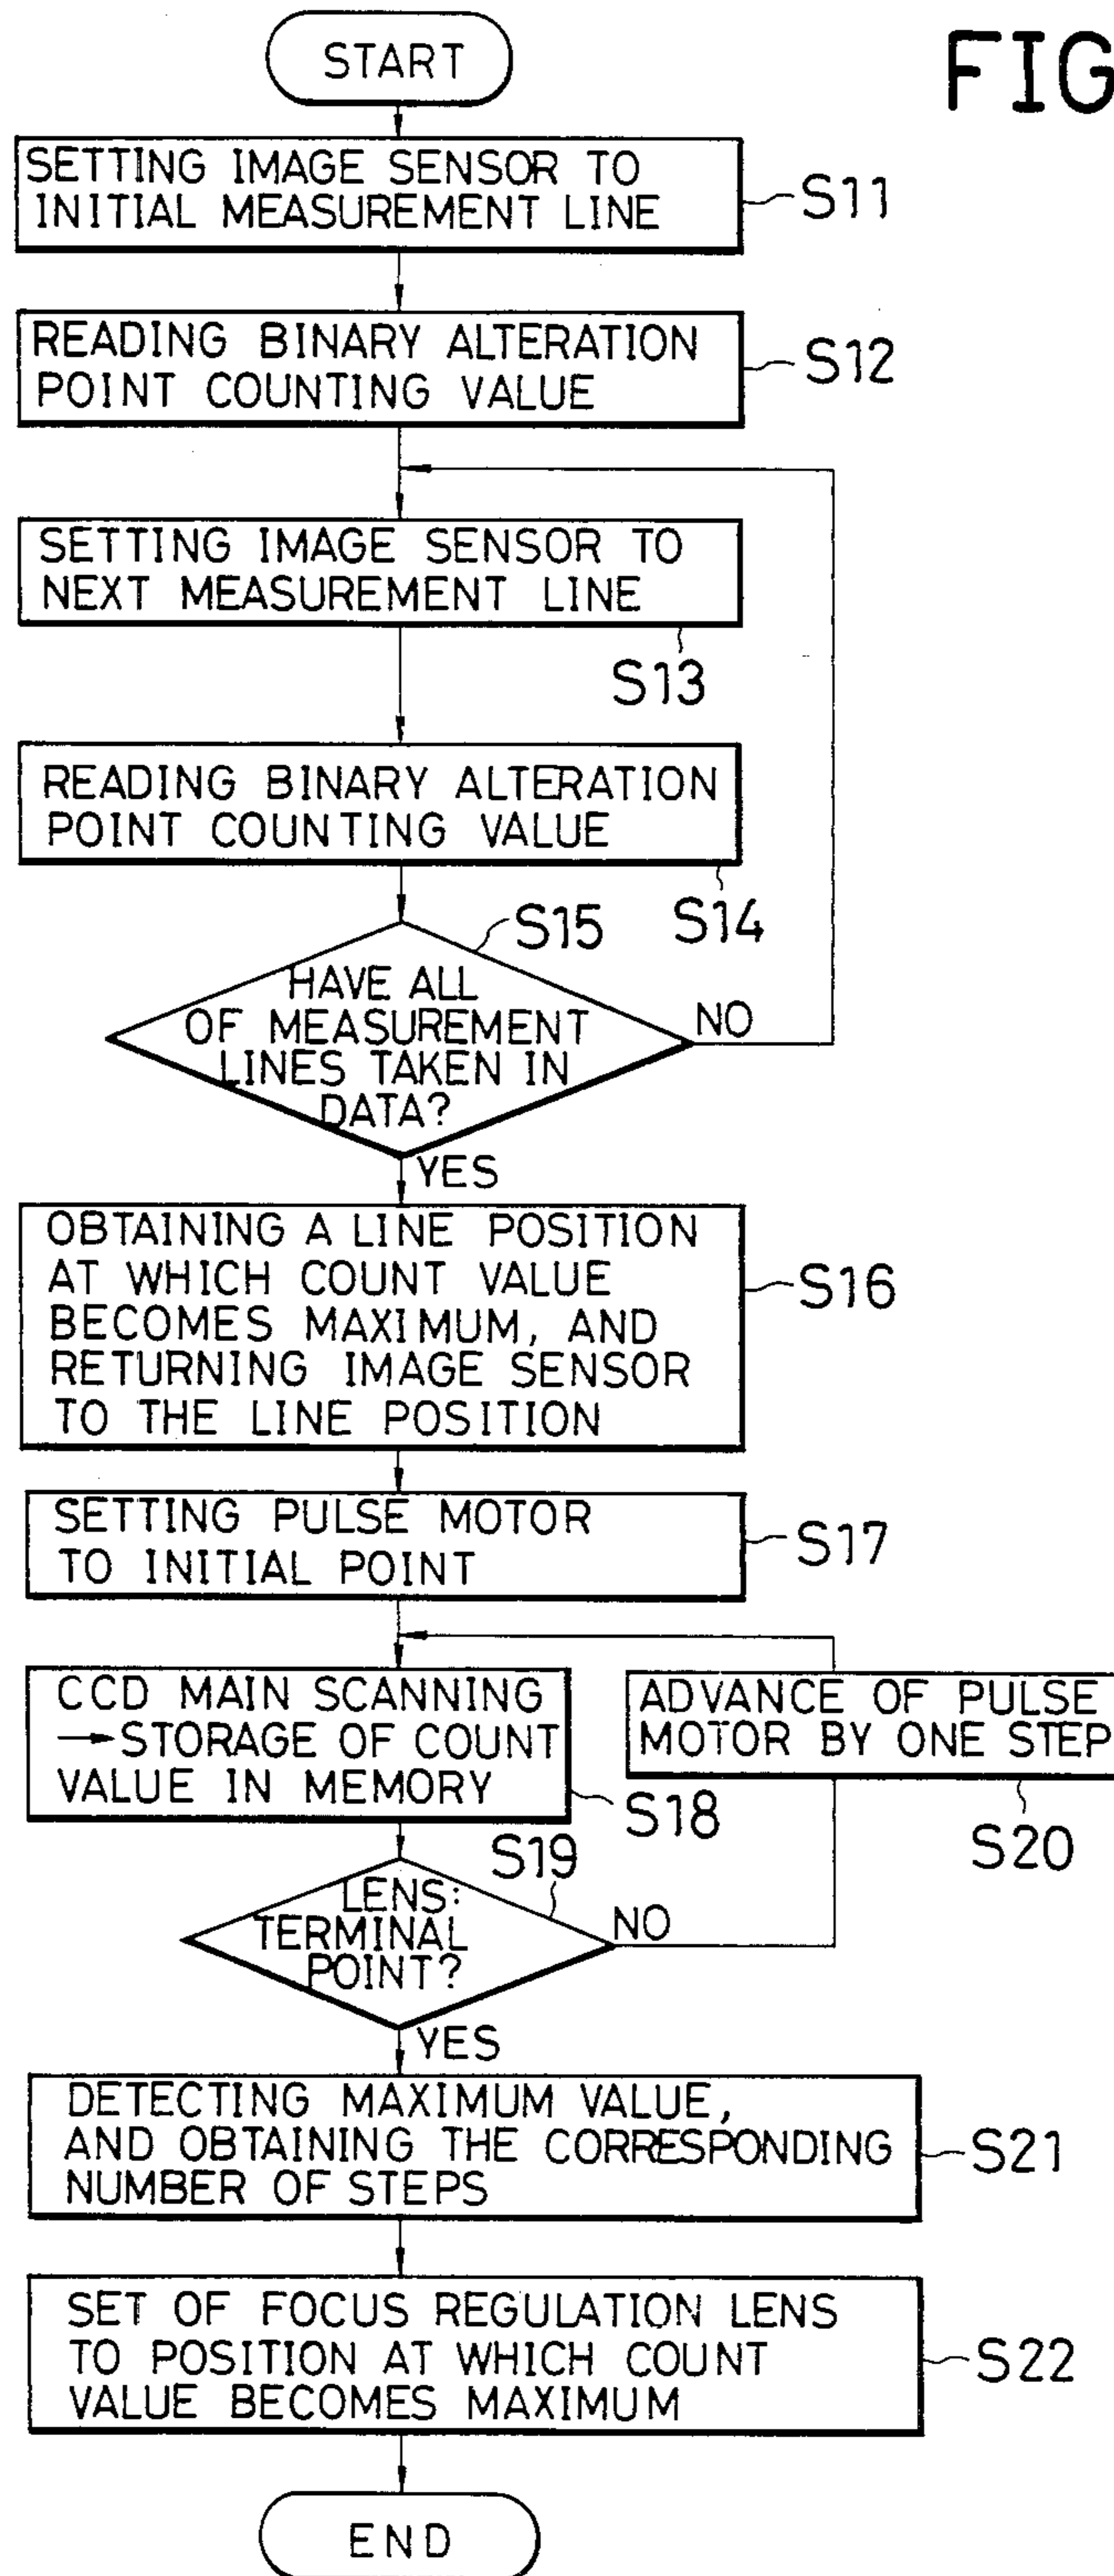 FIG
START
SETTING IMAGE SENSOR TO
INITIAL MEASUREMENT LINE
S11
READING BINARY ALTERATION
POINT COUNTING VALUE
S12
SETTING IMAGE SENSOR TO
NEXT MEASUREMENT LINE
S13
READING BINARY ALTERATION
POINT COUNTING VALUE
S14
S15
HAVE ALL
OF MEASUREMENT
LINES TAKEN IN
DATA?
NO
YES
OBTAINING A LINE POSITION
AT WHICH COUNT VALUE
BECOMES MAXIMUM, AND
RETURNING IMAGE SENSOR
TO THE LINE POSITION
S16
SETTING PULSE MOTOR
TO INITIAL POINT
S17
CCD MAIN SCANNING
→STORAGE OF COUNT
VALUE IN MEMORY
S18
ADVANCE OF PULSE
MOTOR BY ONE STEP
S20
S19
LENS:
TERMINAL
POINT?
NO
YES
DETECTING MAXIMUM VALUE,
AND OBTAINING THE CORRESPONDING
NUMBER OF STEPS
S21
SET OF FOCUS REGULATION LENS
TO POSITION AT WHICH COUNT
VALUE BECOMES MAXIMUM
S22
END